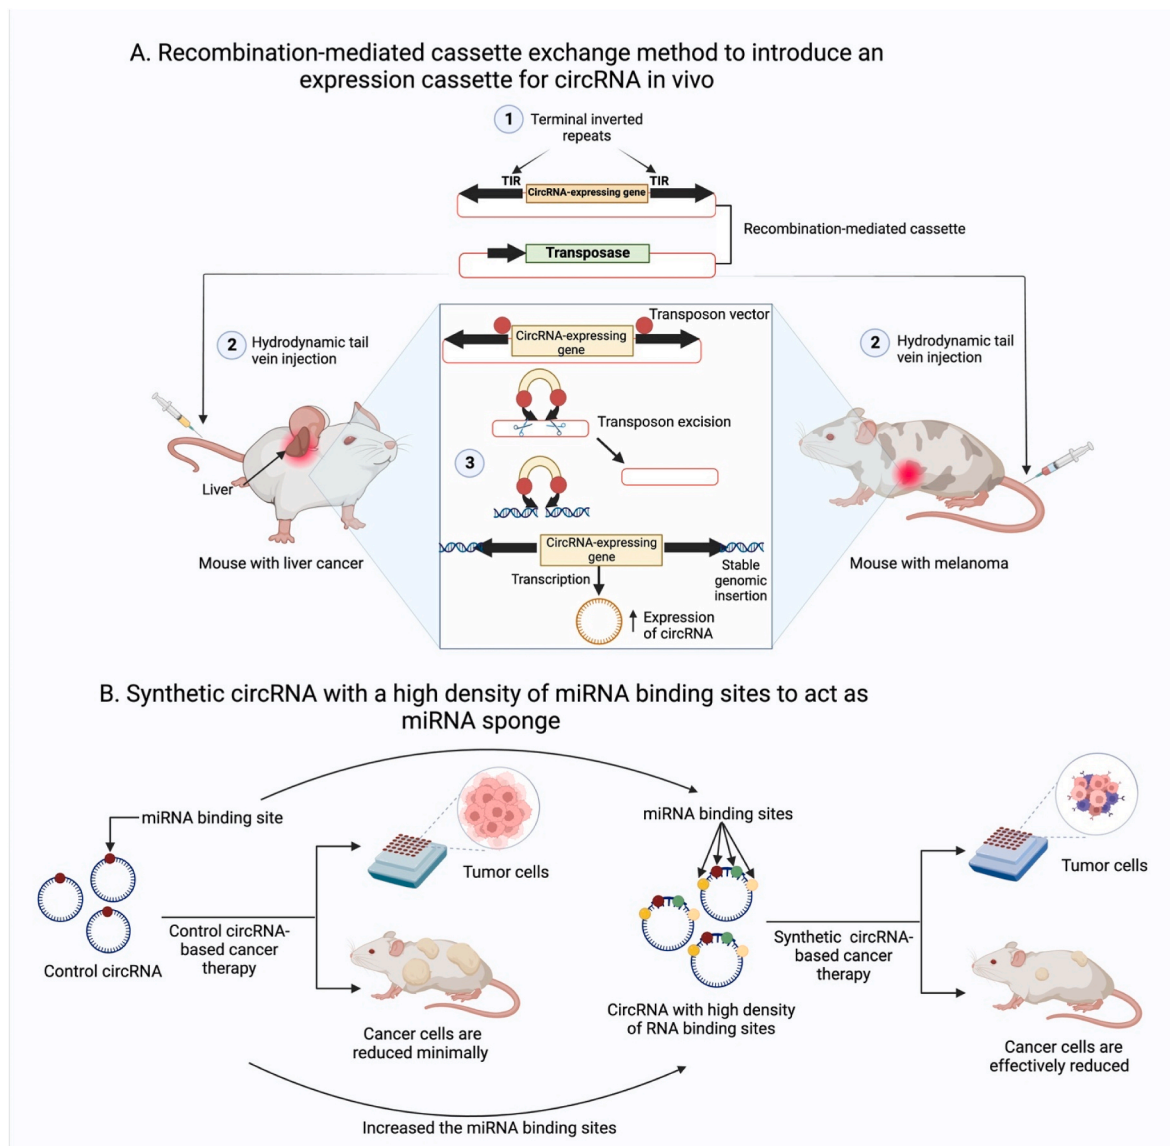 A. Recombination-mediated cassette exchange method to introduce an
expression cassette for circRNA in vivo
1
Terminal inverted
repeats
TIR
TIR
CircRNA-expressing gene
Recombination-mediated cassette
Transposase
2
Hydrodynamic tail
vein injection
Transposon vector
CircRNA-expressing
gene
2
Hydrodynamic tail
vein injection
Transposon excision
3
Liver
CircRNA-expressing
gene
Mouse with liver cancer
Mouse with melanoma
Transcription
Stable
genomic
insertion
Expression
of circRNA
B. Synthetic circRNA with a high density of miRNA binding sites to act as
miRNA sponge
miRNA binding site
miRNA binding sites
Tumor cells
Tumor cells
Control circRNA-
based cancer
therapy
Synthetic circRNA-
based cancer
therapy
Control circRNA
CircRNA with high density
of RNA binding sites
Cancer cells are
reduced minimally
Cancer cells are
effectively reduced
Increased the miRNA binding sites